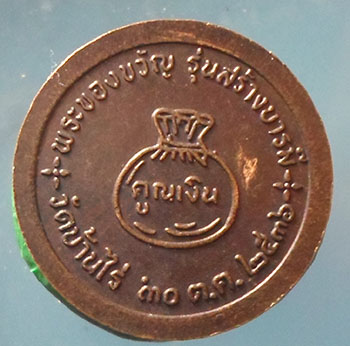 พระของขวัญ รุ่นสร้างบารมี
คูณเงิน
วัดบ้านไร่ ๓๐ ต.ค. ๒๕๓๖